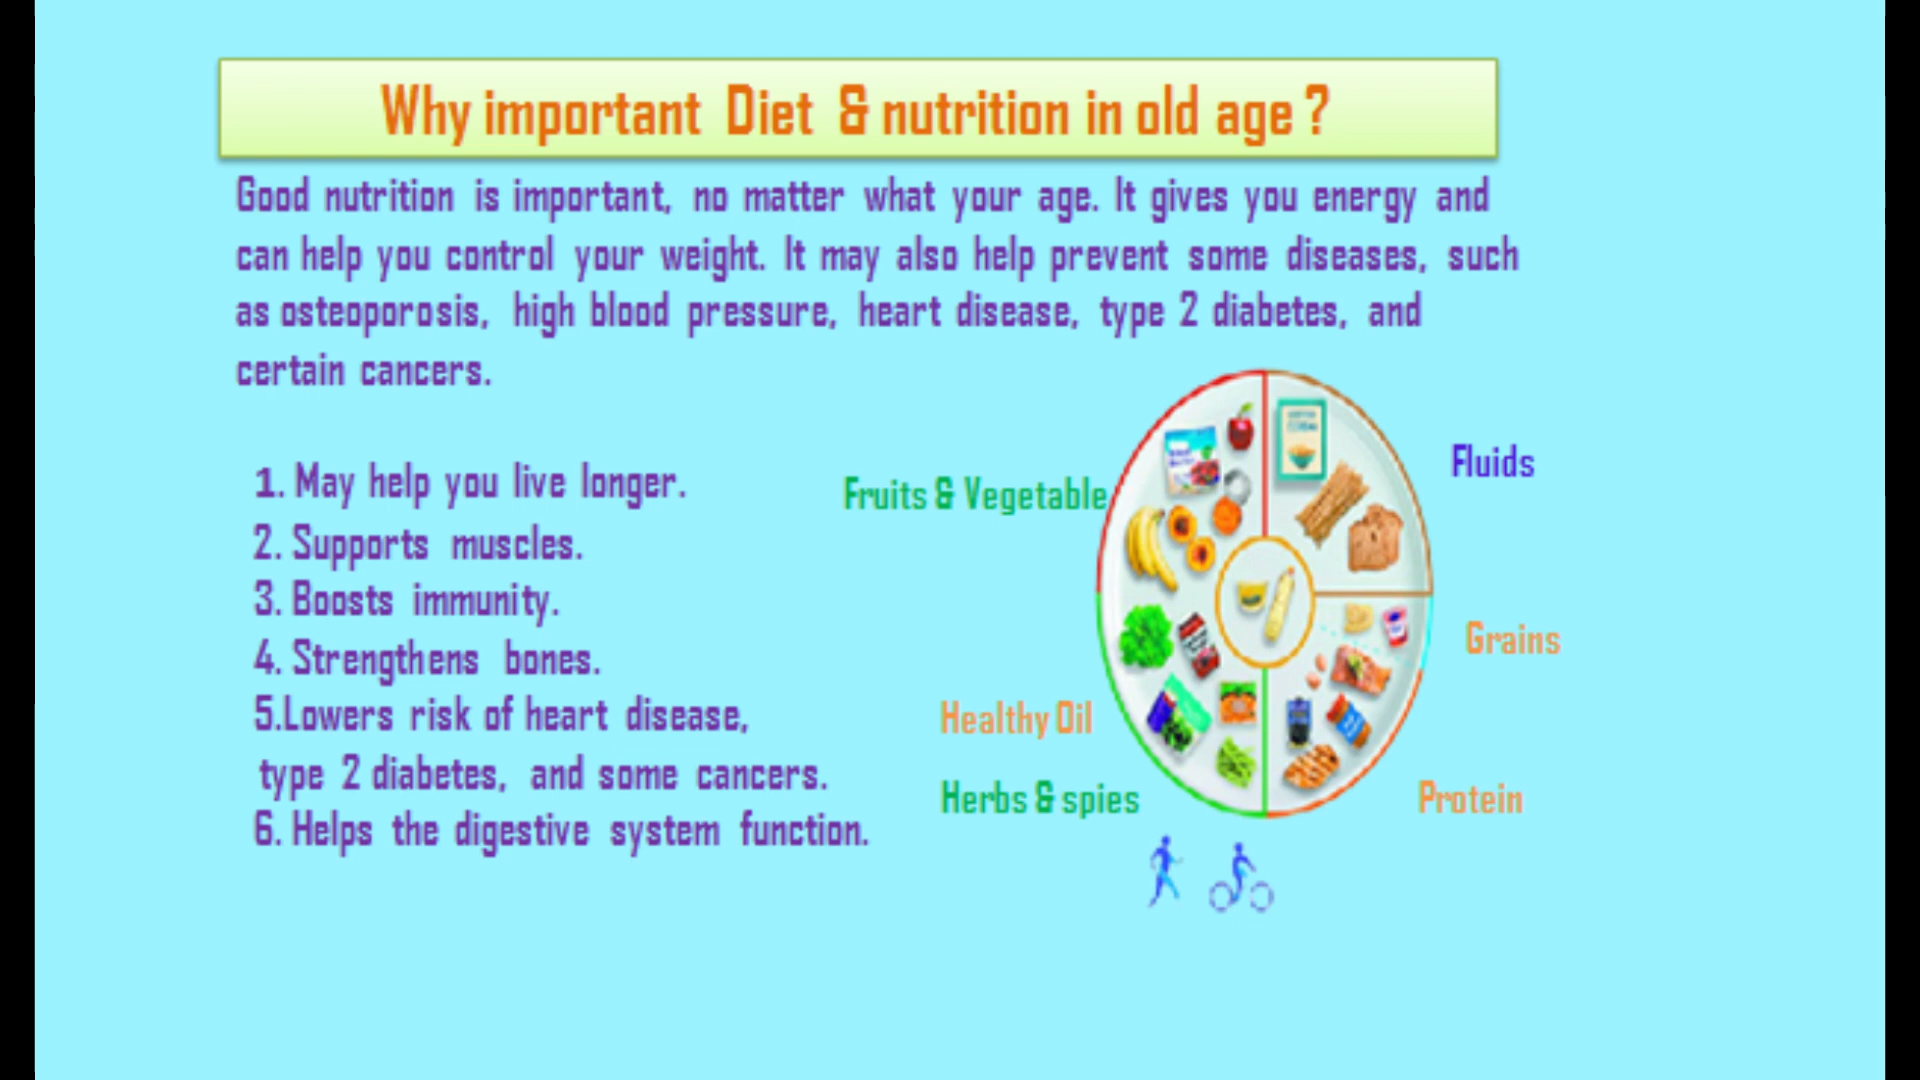 Why important Diet & nutrition in old age ?
Good nutrition is important, no matter what your age. It gives you energy and
can help you control your weight. It may also help prevent some diseases, such
as osteoporosis, high blood pressure, heart disease, type 2 diabetes, and
certain cancers.
1. May help you live longer.
2. Supports muscles.
3. Boosts immunity.
4. Strengthens bones.
5.Lowers risk of heart disease,
type 2 diabetes, and some cancers.
6. Helps the digestive system function.
Fruits & Vegetable
Fluids
Grains
Healthy Oil
Herbs & spies
Protein